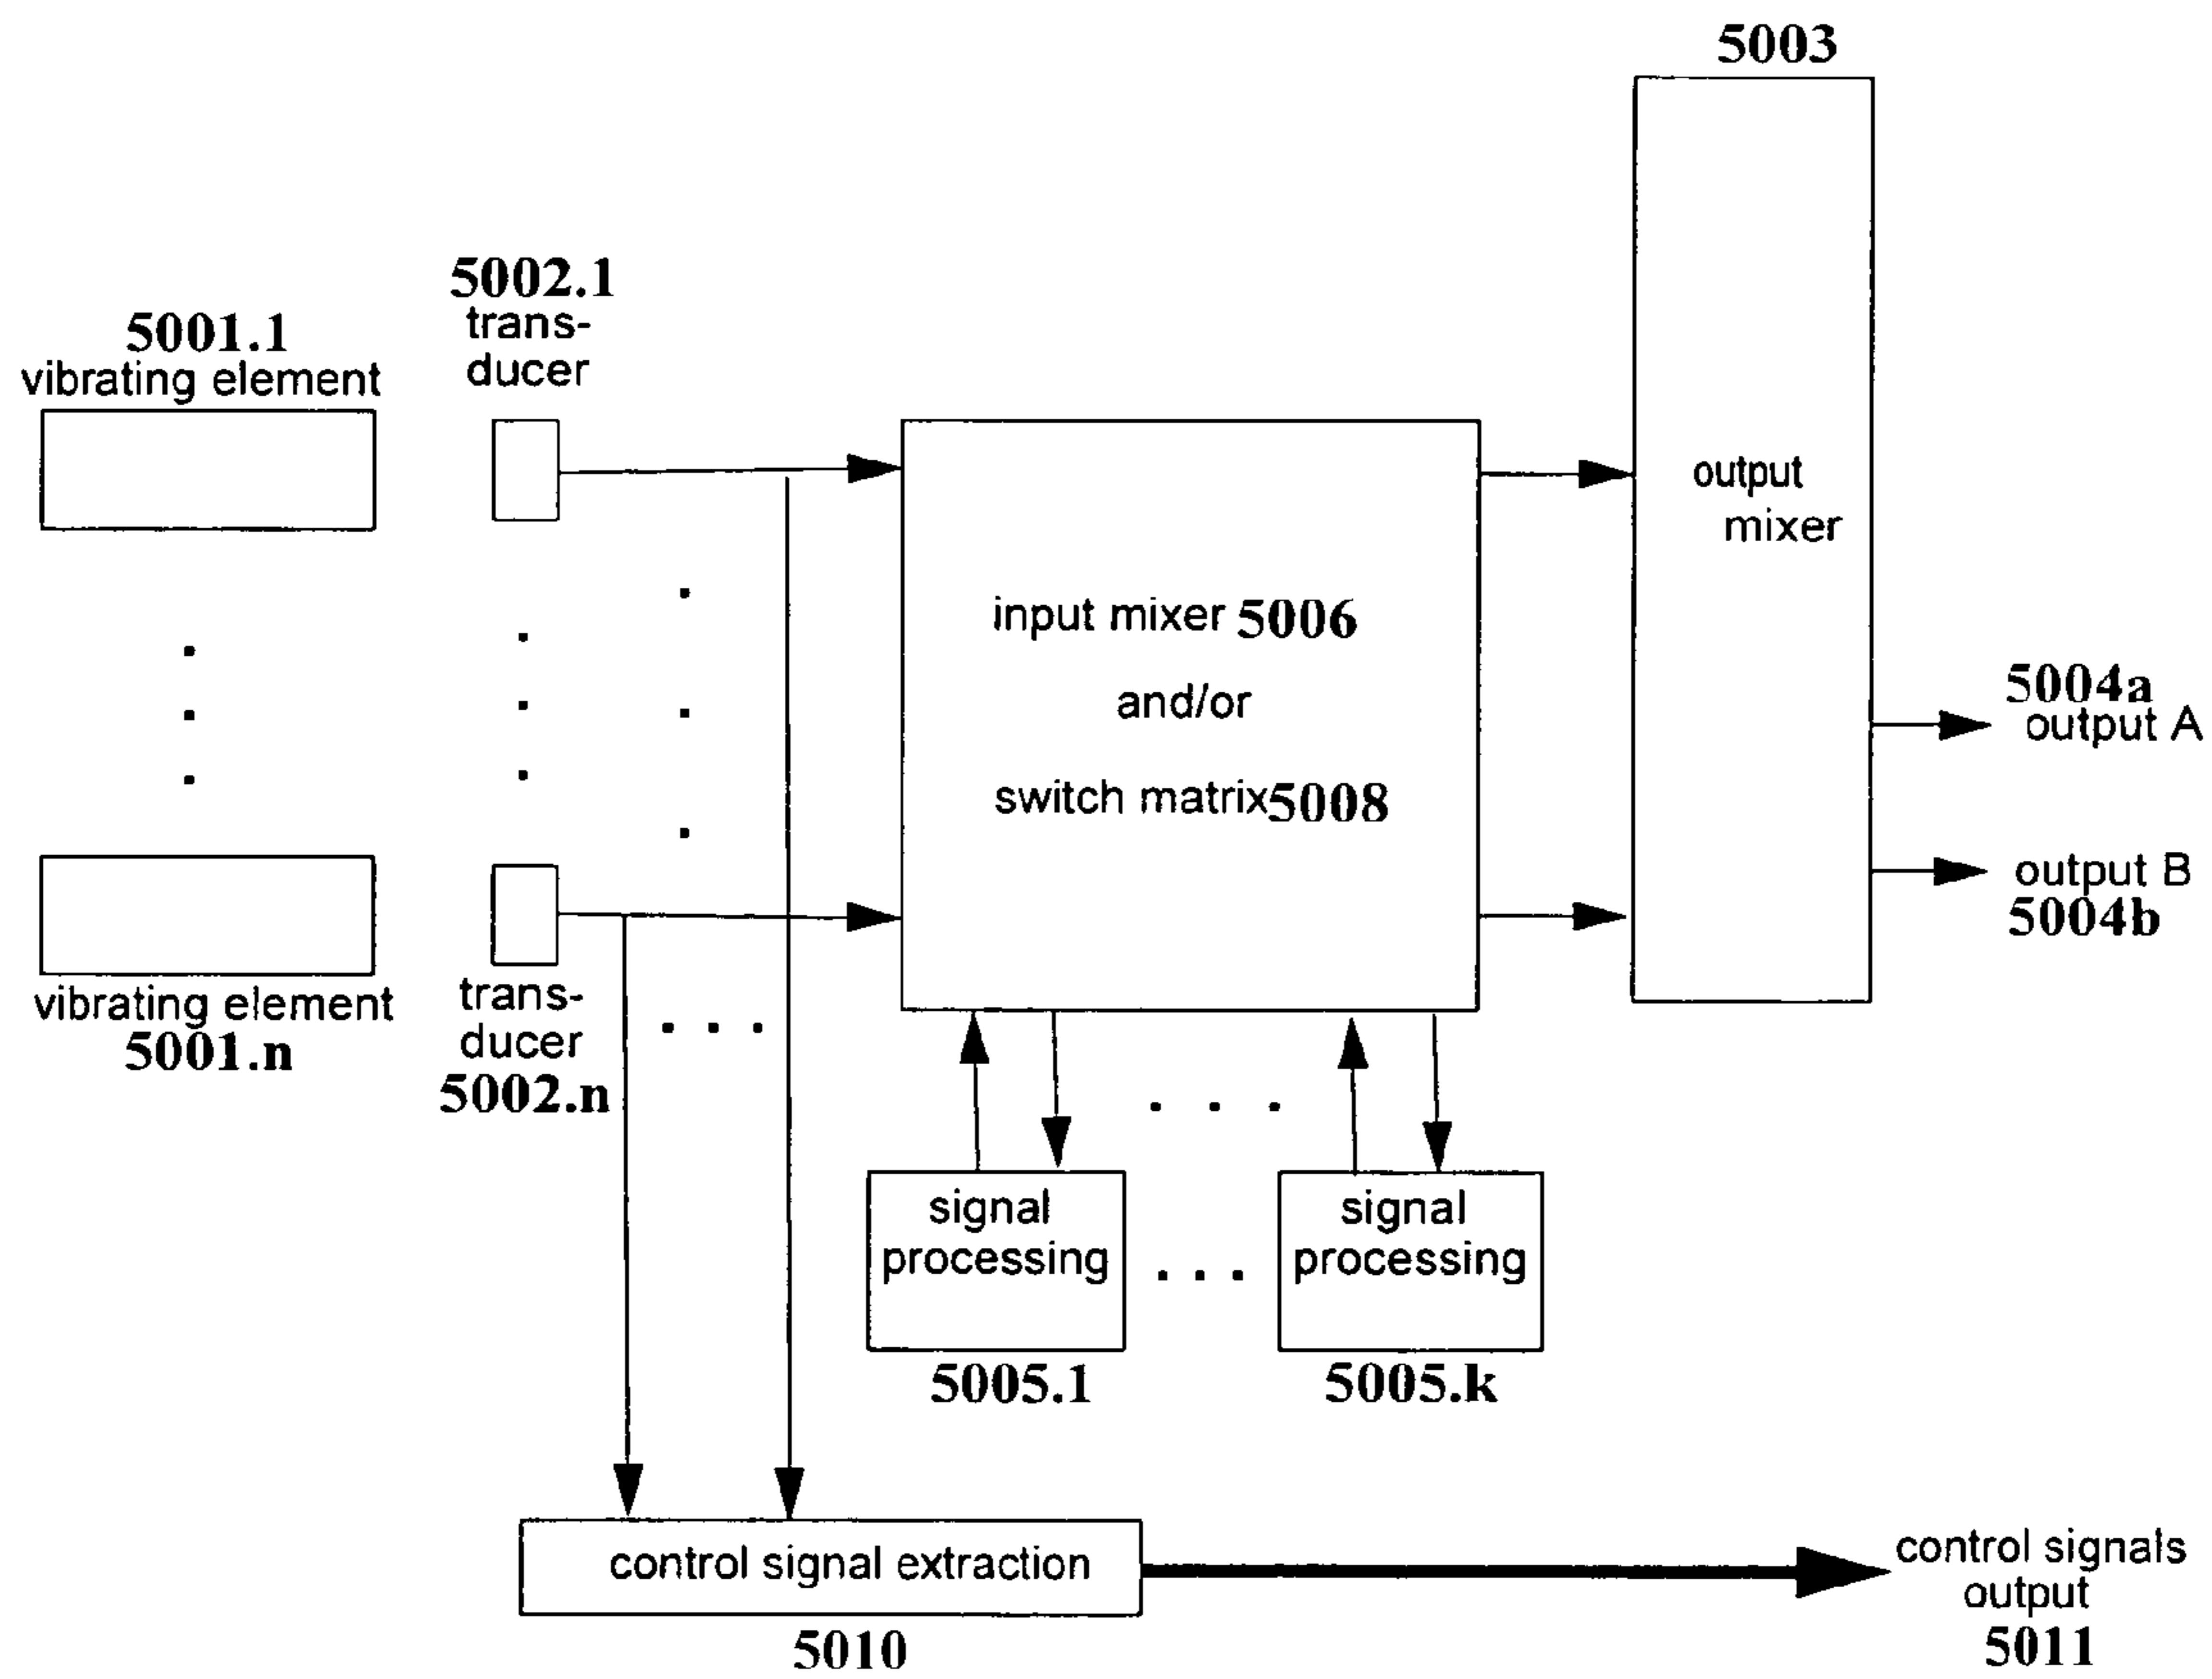 5003
5002.1
trans-
ducer
5001.1
vibrating element
output
mixer
input mixer 5006
and/or
switch matrix5008
5004a
output A
output B
5004b
vibrating element
5001.n
trans-
ducer
5002.n
signal
processing
5005.1
signal
processing
5005.k
control signal extraction
5010
control signals
output
5011